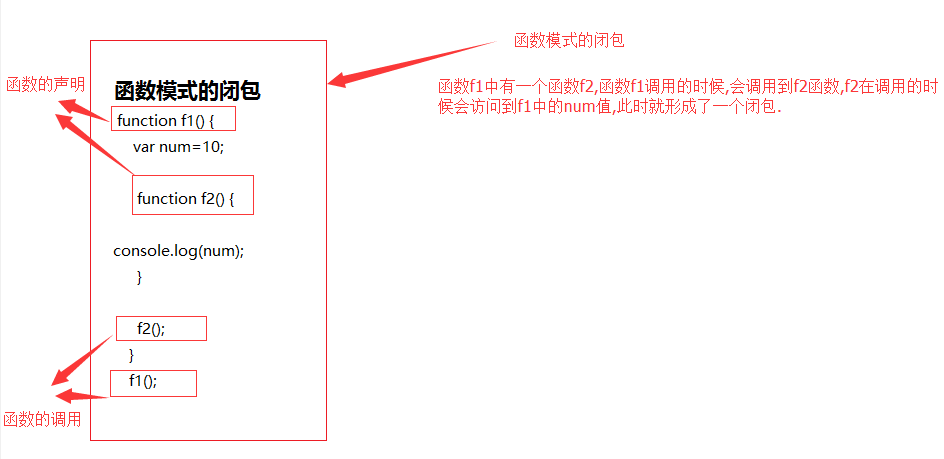 函数模式的闭包
函数f1中有一个函数f2,函数f1调用的时候,会调用到f2函数,f2在调用的时
候会访问到f1中的num值,此时就形成了一个闭包.
函数的声明
函数模式的闭包
function f1() {
var num=10;
function f2() {
console.log(num);
}
f2();
}
f1();
函数的调用